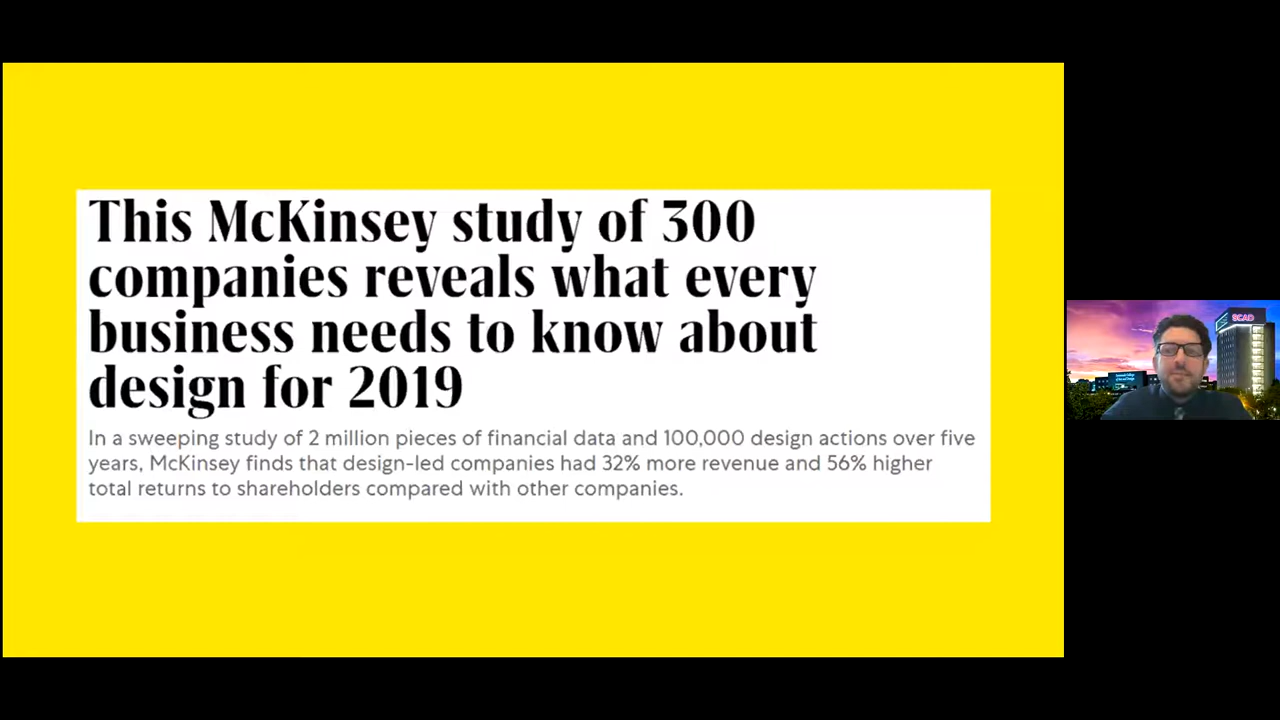 This McKinsey study of 300
companies reveals what every
business needs to know about
design for 2019
In a sweeping study of 2 million pieces of financial data and 100,000 design actions over five
years, McKinsey finds that design-led companies had 32% more revenue and 56% higher
total returns to shareholders compared with other companies.
SCAD